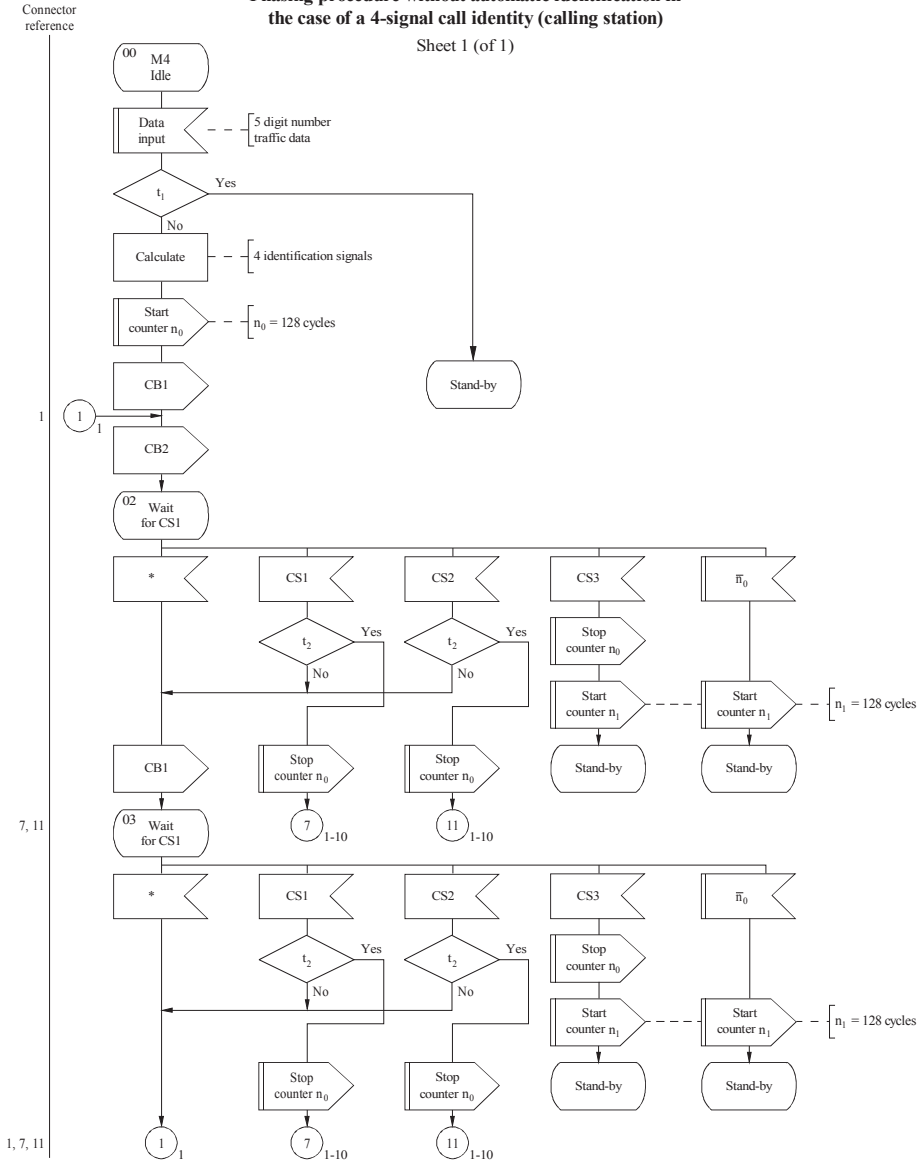 Phasing procedure without automatic identification in
the case of a 4-signal call identity (calling station)
Sheet 1 (of 1)
Connector
reference
00
M4
Idle
Data
input
5 digit number
traffic data
t1
Yes
No
Calculate
4 identification signals
Start
counter n0
n0 = 128 cycles
CB1
Stand-by
1
1
1
CB2
02
Wait
for CS1
*
CS1
CS2
CS3
n̅0
t2
Yes
No
t2
Yes
No
Stop
counter n0
Start
counter n1
Start
counter n1
n1 = 128 cycles
CB1
Stop
counter n0
Stop
counter n0
Stand-by
Stand-by
7, 11
03
Wait
for CS1
7
1-10
11
1-10
*
CS1
CS2
CS3
n̅0
t2
Yes
No
t2
Yes
No
Stop
counter n0
Start
counter n1
Start
counter n1
n1 = 128 cycles
Stop
counter n0
Stop
counter n0
Stand-by
Stand-by
1, 7, 11
1
1
7
1-10
11
1-10